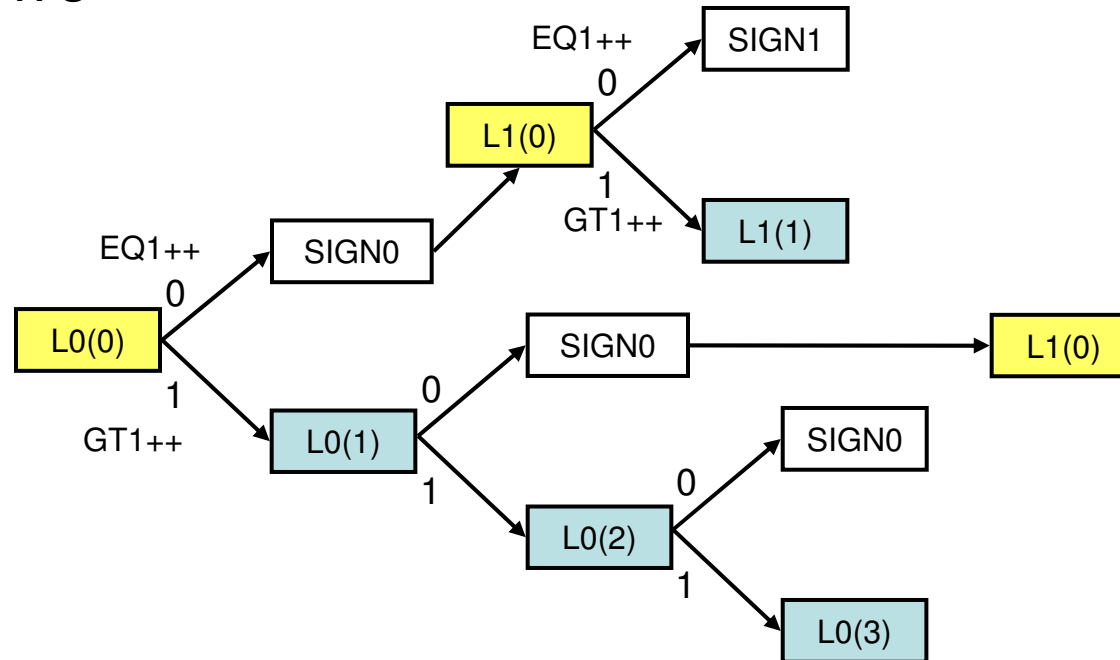 EQ1++
SIGN1
0
L1(0)
1
GT1++
L1(1)
EQ1++
SIGN0
0
L0(0)
SIGN0
L1(0)
1
0
GT1++
L0(1)
SIGN0
1
0
L0(2)
1
L0(3)